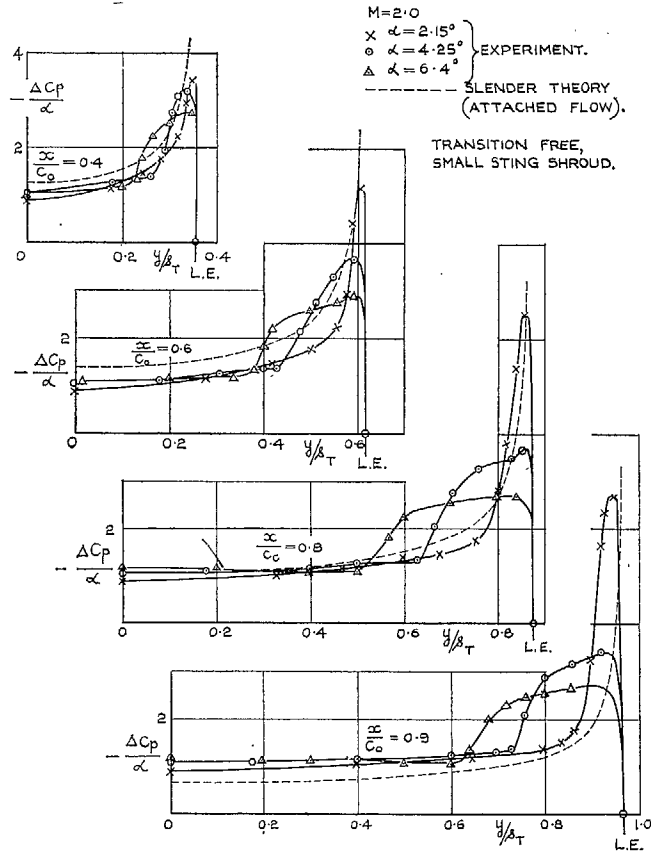 M=2.0
× α=2.15°
⊙ α=4.25°
△ α=6.4°
EXPERIMENT.
SLENDER THEORY
(ATTACHED FLOW).
TRANSITION FREE,
SMALL STING SHROUD.
4
- ΔCp/α
2
x/C₀ = 0.4
0 0.2 y/s_T 0.4
L.E.
2
- ΔCp/α
x/C₀ = 0.6
0 0.2 0.4 y/s_T 0.6
L.E.
2
- ΔCp/α
x/C₀ = 0.8
0 0.2 0.4 0.6 y/s_T 0.8
L.E.
2
- ΔCp/α
x/C₀ = 0.9
0 0.2 0.4 0.6 0.8 y/s_T 1.0
L.E.